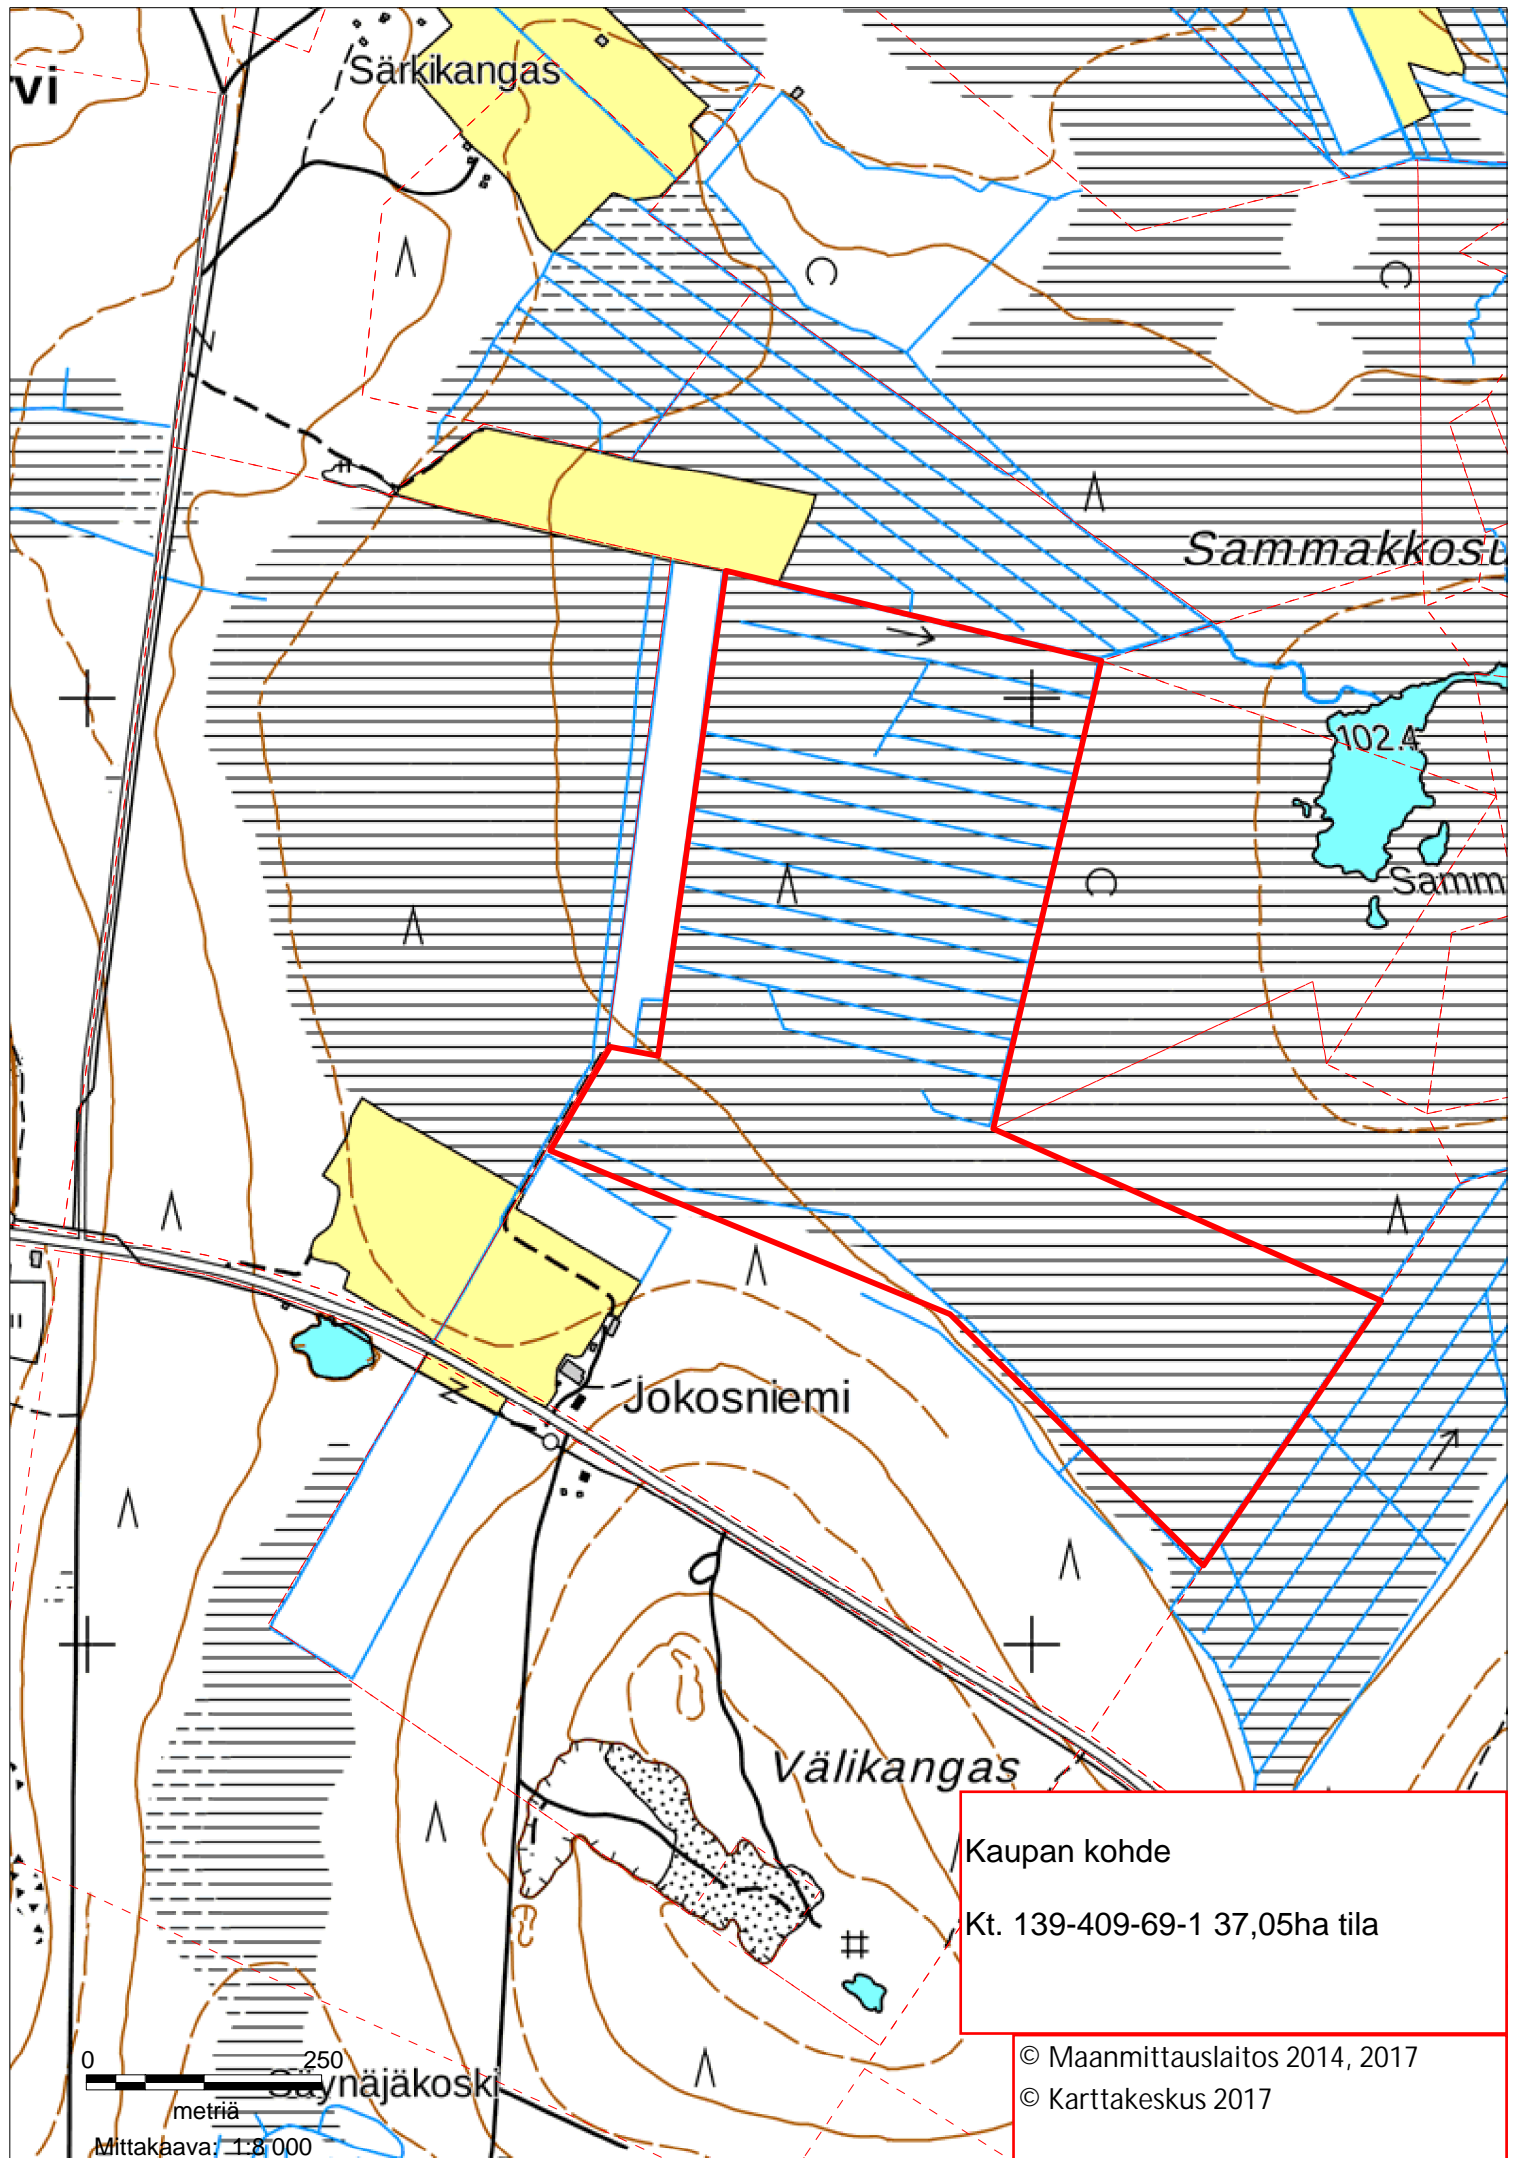 vi
Särkikangas
Sammakkosu
102.4
Samm
Jokosniemi
Välikangas
Kaupan kohde
Kt. 139-409-69-1 37,05ha tila
© Maanmittauslaitos 2014, 2017
© Karttakeskus 2017
0 250
Säynäjäkoski
metriä
Mittakaava: 1:8 000